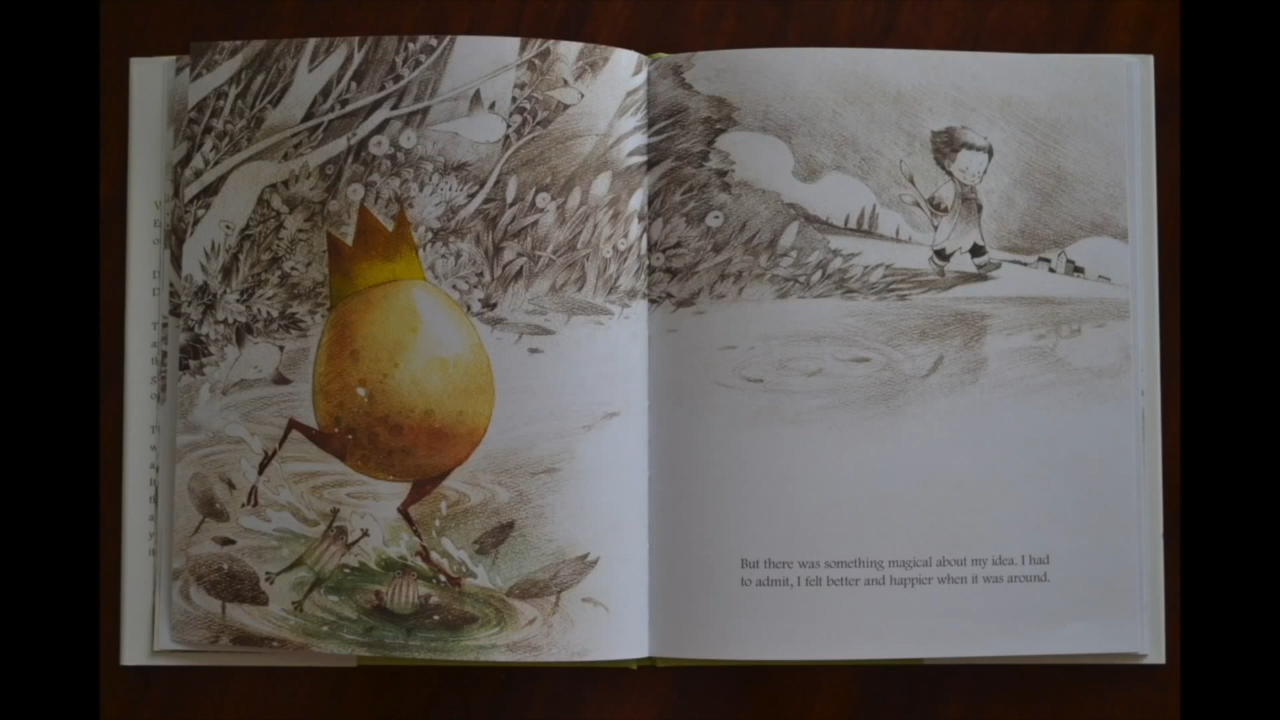 But there was something magical about my idea. I had
to admit, I felt better and happier when it was around.